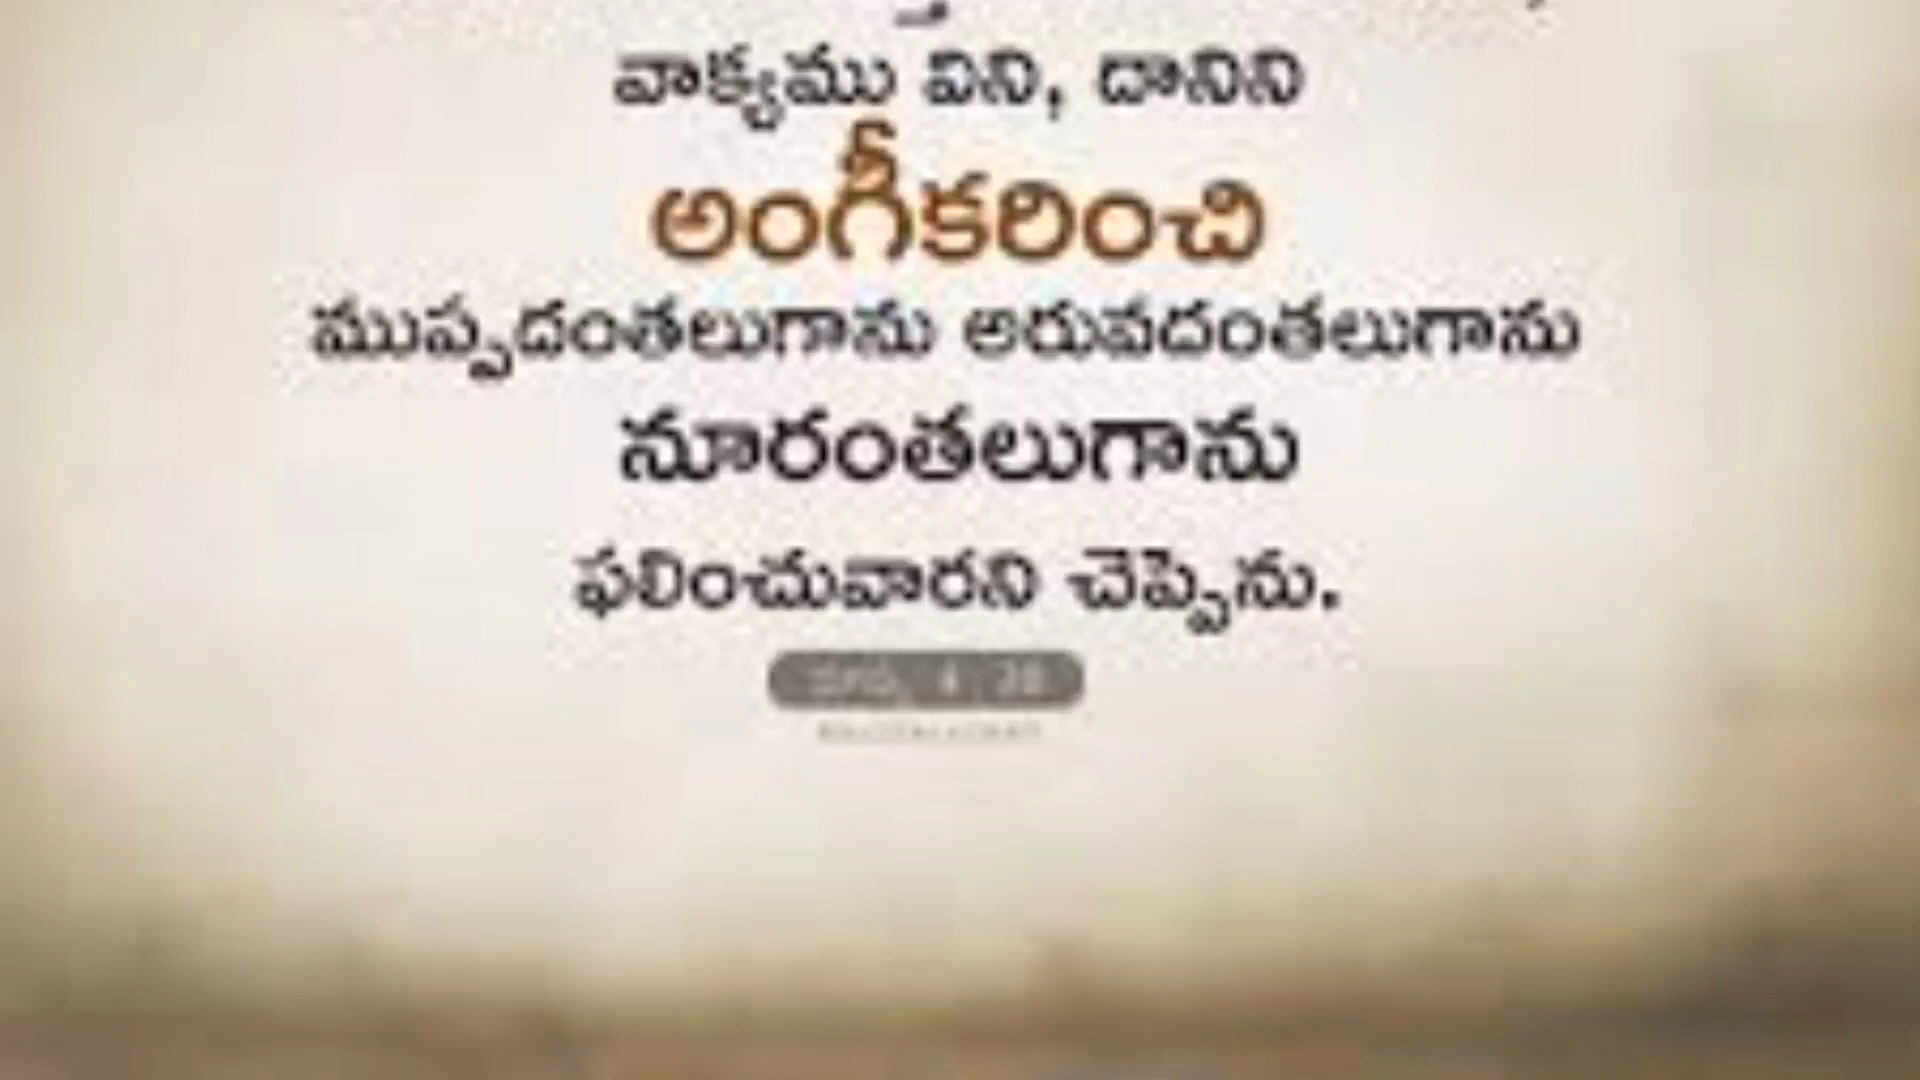 వాక్యము విని, దానిని
అంగీకరించి
ముప్పదంతలుగాను అరువదంతలుగాను
నూరంతలుగాను
ఫలించువారని చెప్పెను.